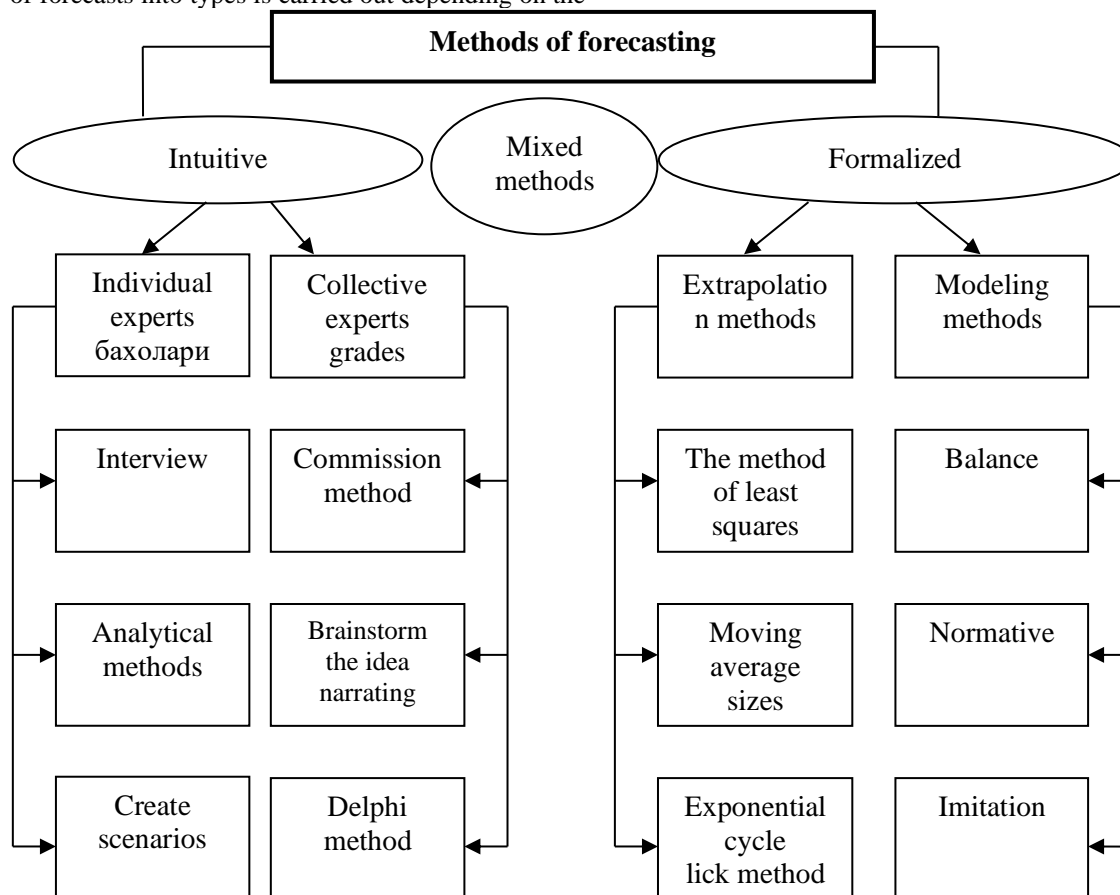 of forecasts into types is carried out depending on the
Methods of forecasting
Intuitive
Mixed
methods
Formalized
Individual
experts
бахолари
Collective
experts
grades
Extrapolatio
n methods
Modeling
methods
Interview
Commission
method
The method
of least
squares
Balance
Analytical
methods
Brainstorm
the idea
narrating
Moving
average
sizes
Normative
Create
scenarios
Delphi
method
Exponential
cycle
lick method
Imitation